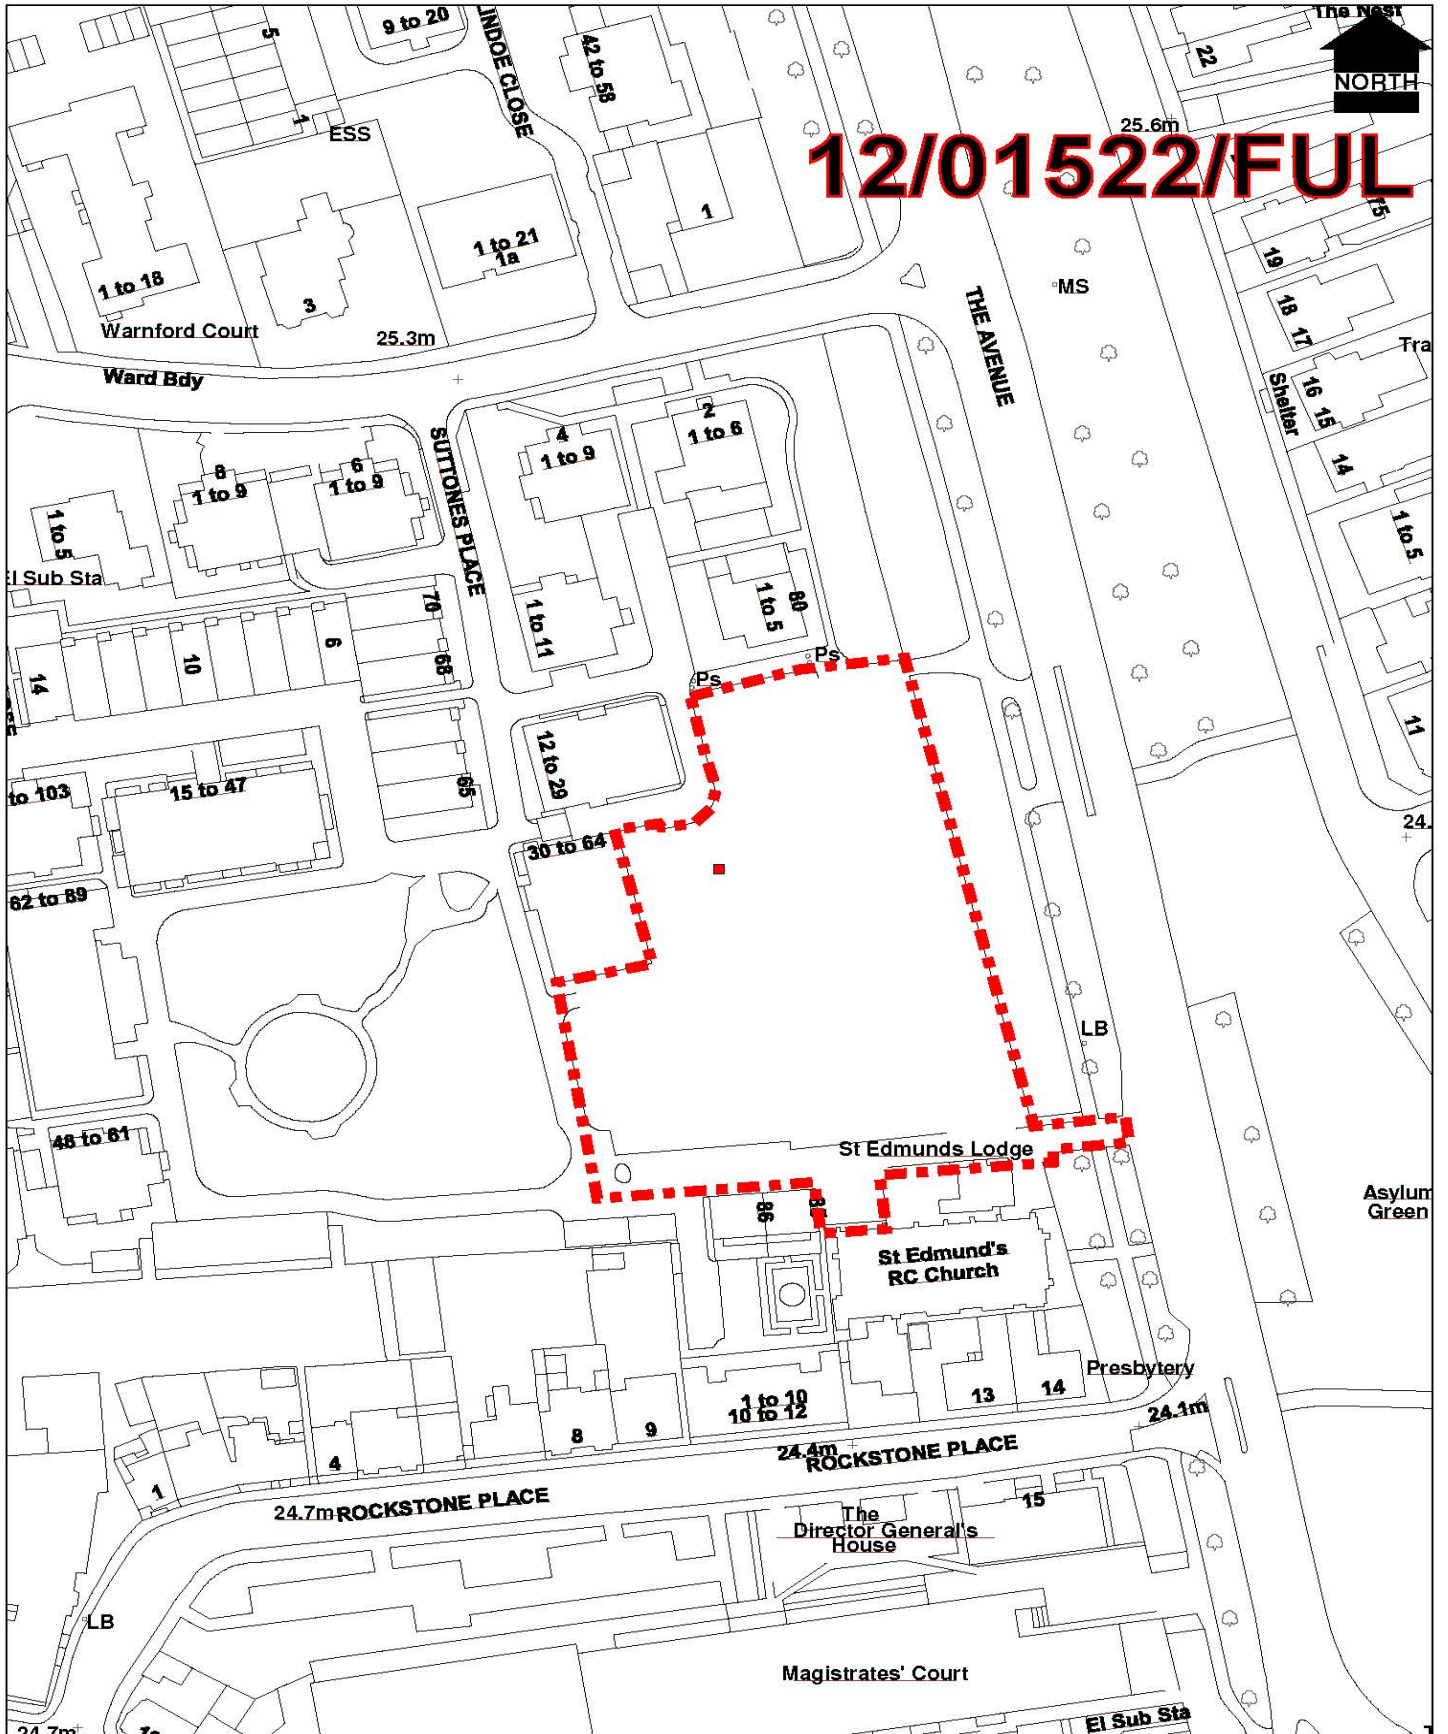 9 to 20
LINDOE CLOSE
42 to 58
The Nest
22
NORTH
5
1
ESS
25.6m
12/01522/FUL
1
75
1 to 21
1a
19
1 to 18
3
MS
THE AVENUE
18
17
Warnford Court
25.3m
Tra
Ward Bdy
Shelter
16
15
2
1 to 6
4
1 to 9
SUTTONES PLACE
8
1 to 9
6
1 to 9
14
1 to 5
1 to 5
El Sub Sta
70
1 to 5
80
1 to 11
6
10
68
14
Ps
Ps
11
12 to 29
65
to 103
15 to 47
24.
30 to 64
62 to 89
LB
48 to 61
St Edmunds Lodge
86
Asylum
Green
St Edmund's
RC Church
Presbytery
1 to 10
10 to 12
13
14
24.1m
8
9
4
24.4m
ROCKSTONE PLACE
1
24.7m
ROCKSTONE PLACE
15
The
Director General's
House
LB
Magistrates' Court
El Sub Sta
24.7m